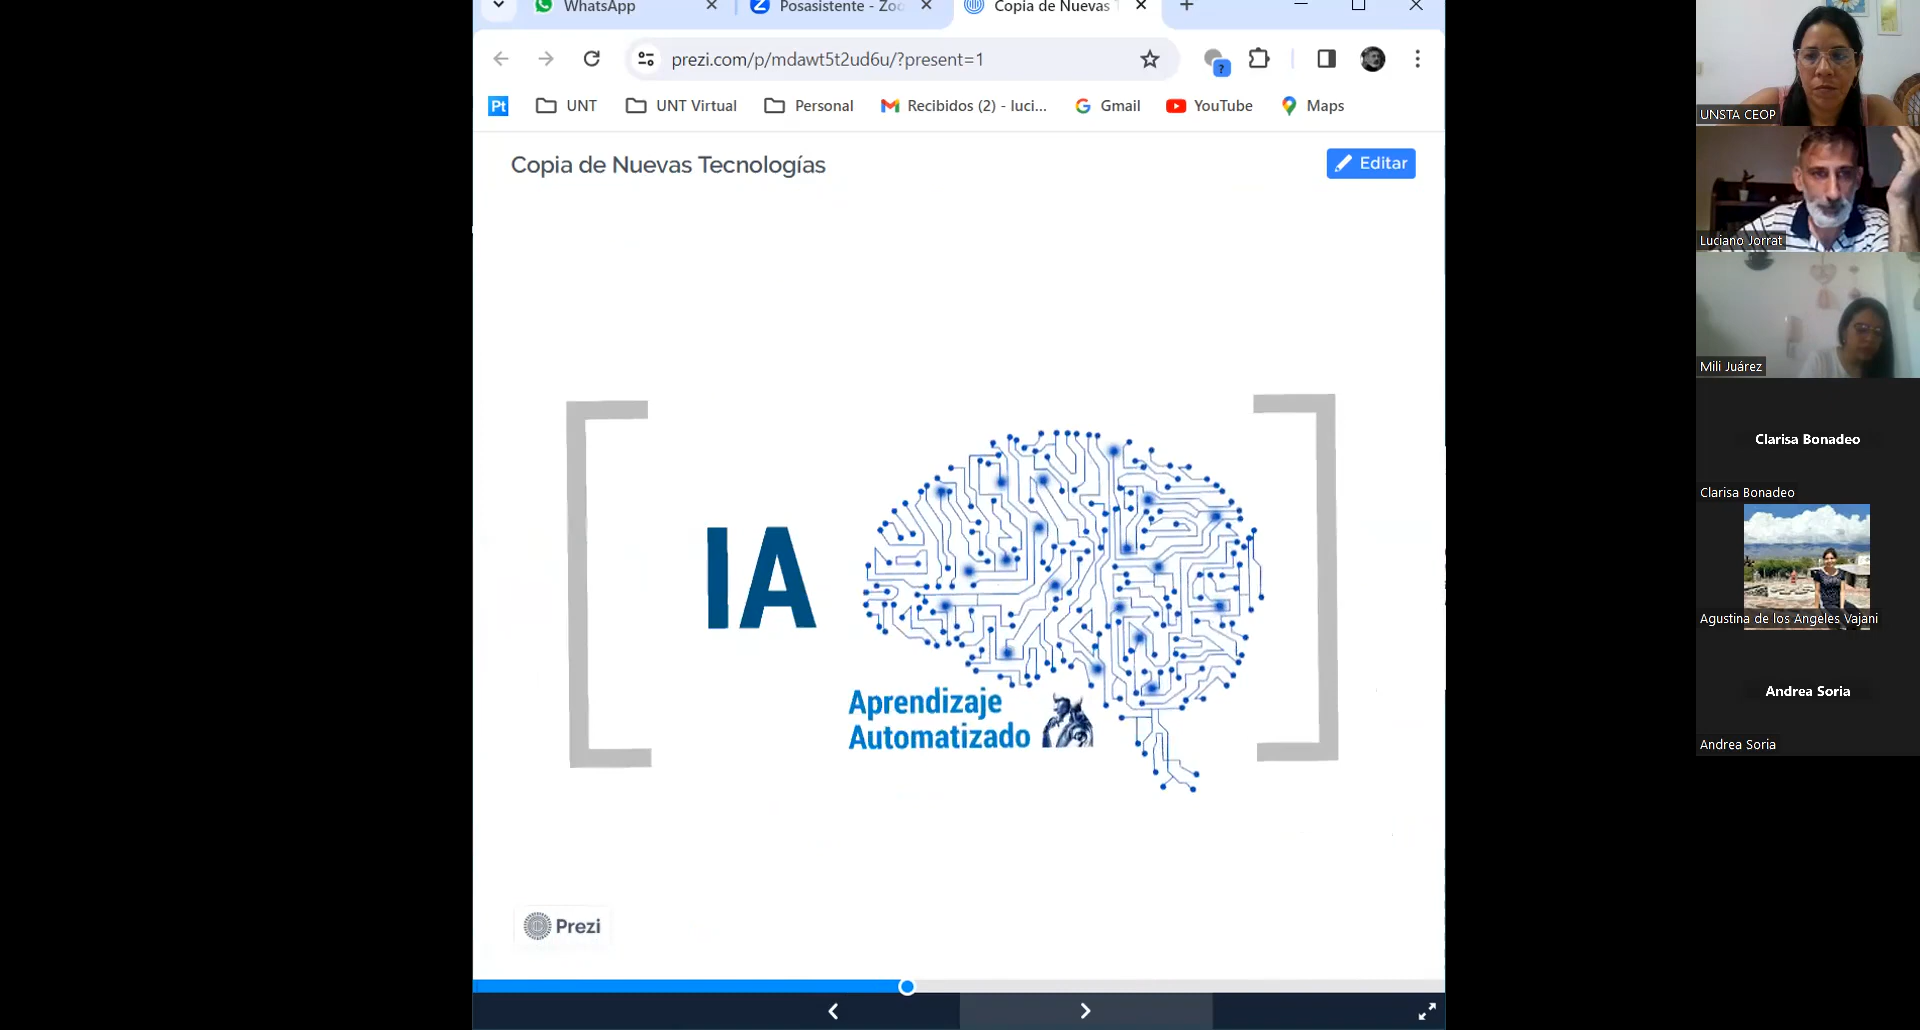 WhatsApp
Posasistente - Zoo
Copia de Nuevas T
prezi.com/p/mdawt5t2ud6u/?present=1
Pt
UNT
UNT Virtual
Personal
Recibidos (2) - luci...
Gmail
YouTube
Maps
Copia de Nuevas Tecnologías
Editar
IA
Aprendizaje
Automatizado
Prezi
UNSTA CEOP
Luciano Jorrat
Mili Juárez
Clarisa Bonadeo
Clarisa Bonadeo
Agustina de los Angeles Vajani
Andrea Soria
Andrea Soria